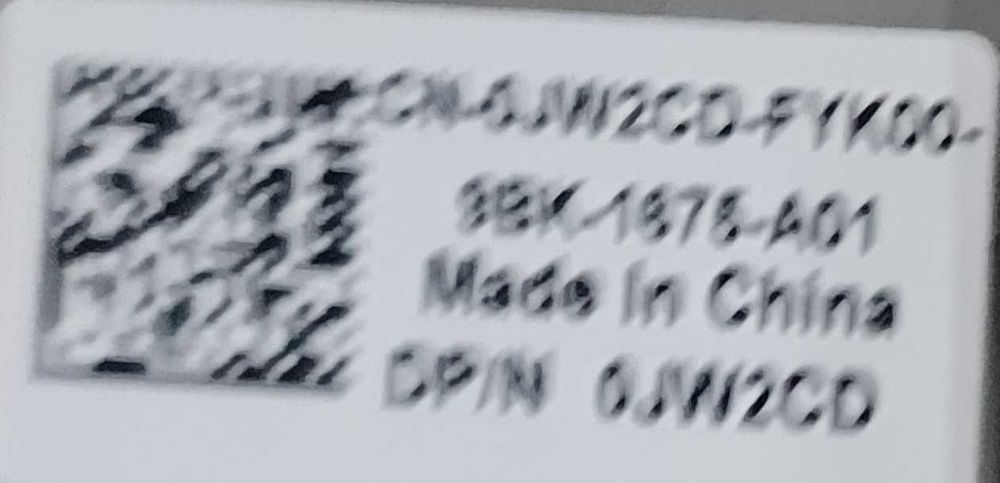 CN-0JW2CD-FYK00-
Made in China
DP/N 0JW2CD